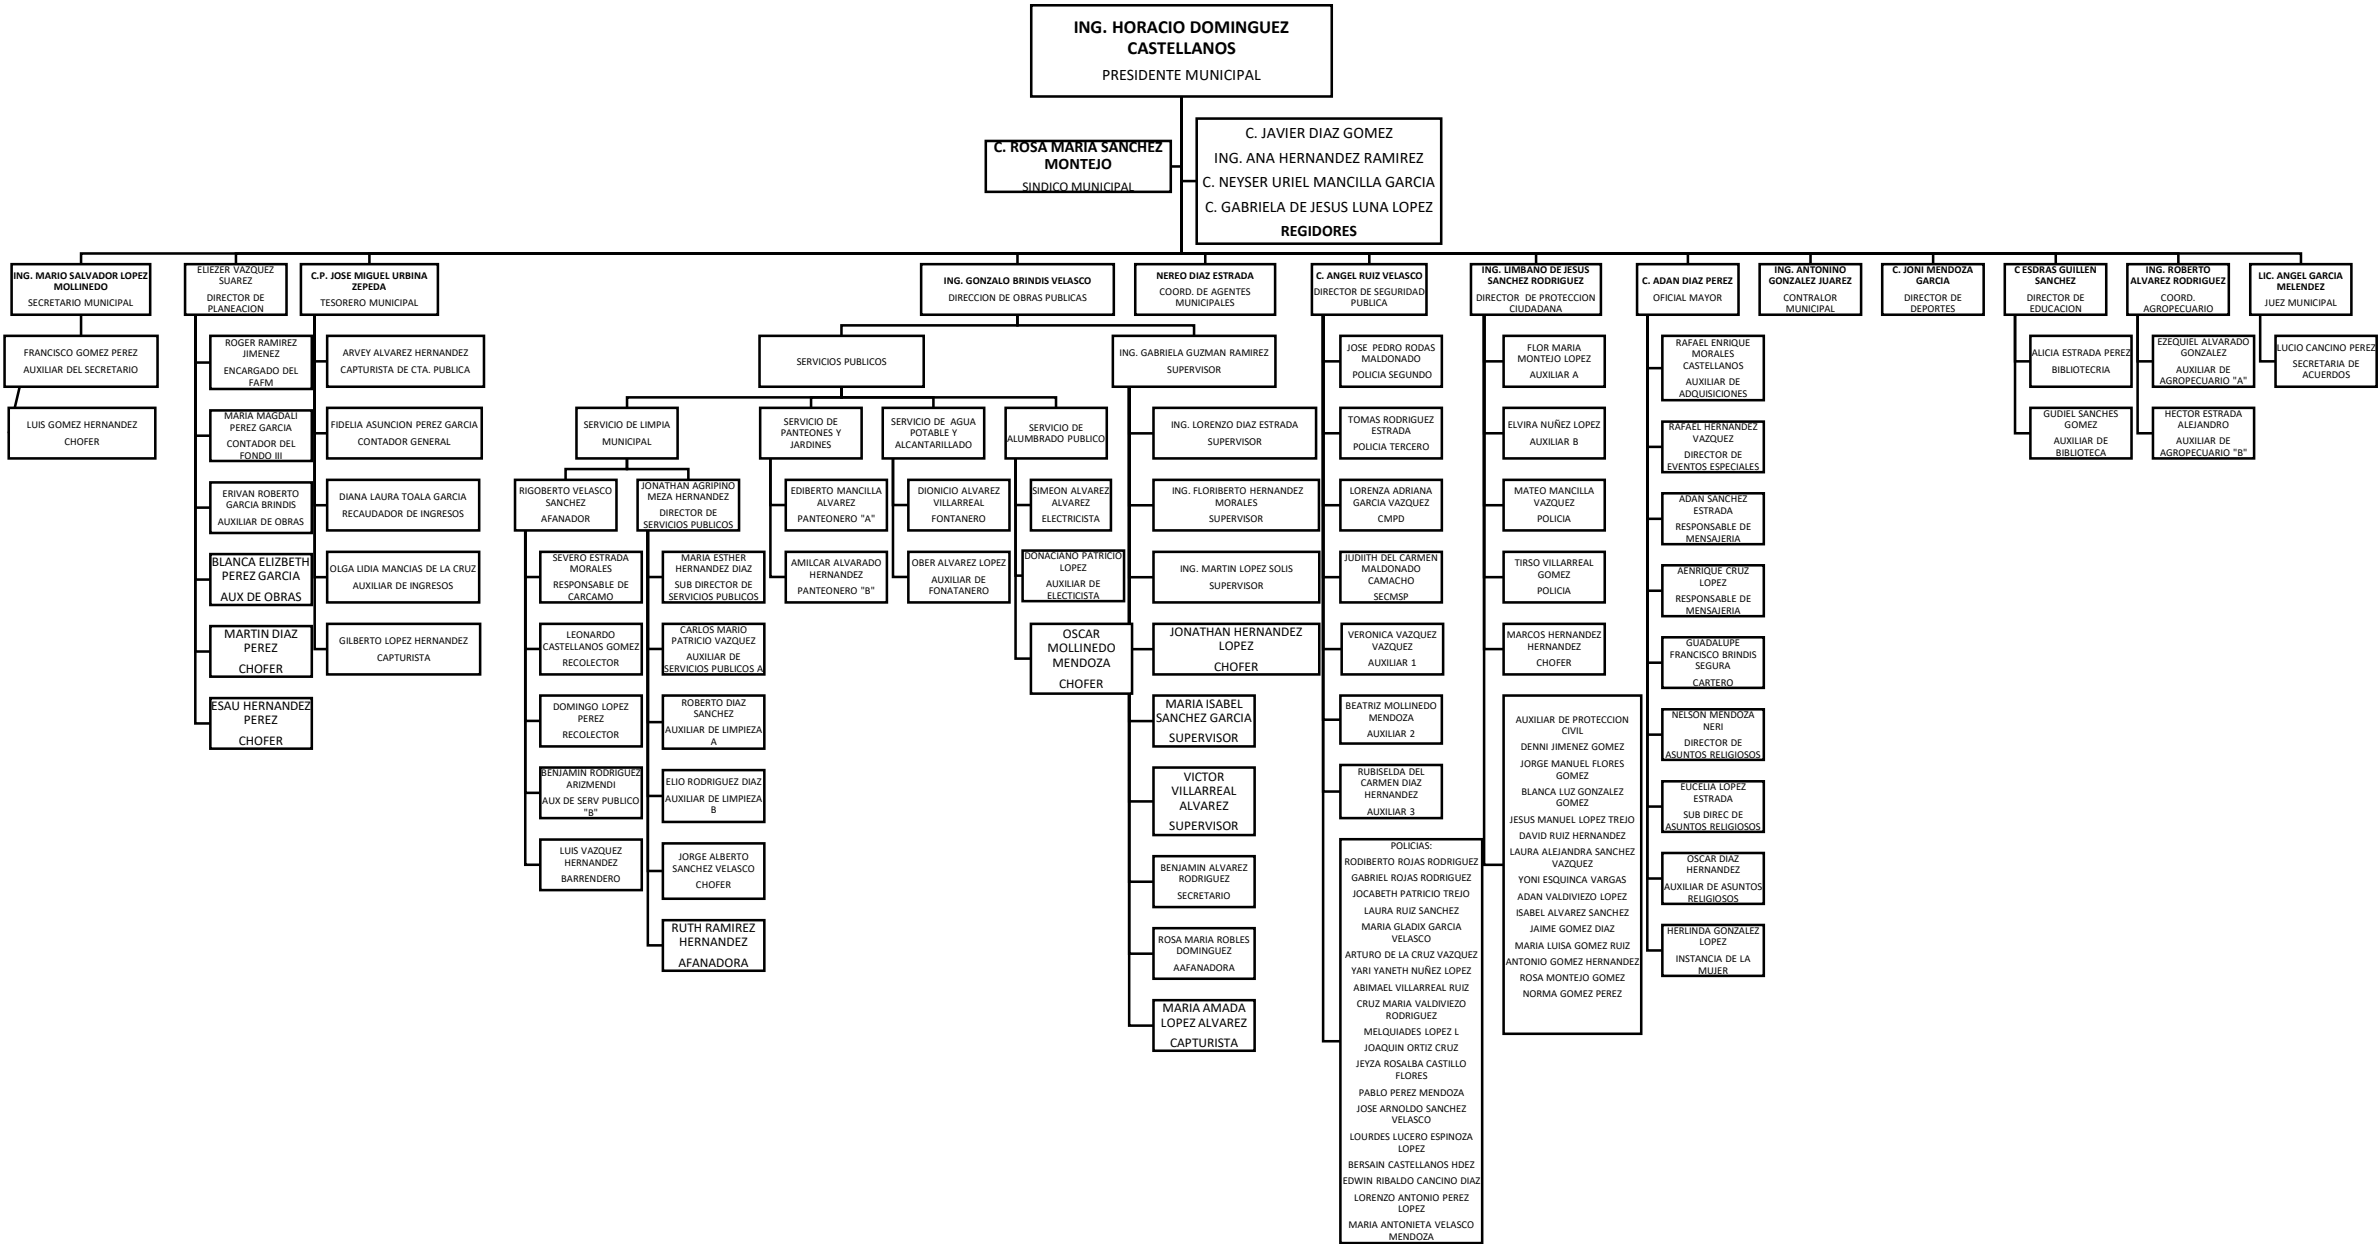 ING. HORACIO DOMINGUEZ
CASTELLANOS
PRESIDENTE MUNICIPAL
C. ROSA MARIA SANCHEZ
MONTEJO
SINDICO MUNICIPAL
C. JAVIER DIAZ GOMEZ
ING. ANA HERNANDEZ RAMIREZ
C. NEYSER URIEL MANCILLA GARCIA
C. GABRIELA DE JESUS LUNA LOPEZ
REGIDORES
ING. MARIO SALVADOR LOPEZ
MOLLINEDO
SECRETARIO MUNICIPAL
FRANCISCO GOMEZ PEREZ
AUXILIAR DEL SECRETARIO
LUIS GOMEZ HERNANDEZ
CHOFER
ELIEZER VAZQUEZ
SUAREZ
DIRECTOR DE
PLANEACION
ROGER RAMIREZ
JIMENEZ
ENCARGADO DEL
FAFM
MARIA MAGDALI
PEREZ GARCIA
CONTADOR DEL
FONDO III
ERIVAN ROBERTO
GARCIA BRINDIS
AUXILIAR DE OBRAS
BLANCA ELIZBETH
PEREZ GARCIA
AUX DE OBRAS
MARTIN DIAZ
PEREZ
CHOFER
ESAU HERNANDEZ
PEREZ
CHOFER
C.P. JOSE MIGUEL URBINA
ZEPEDA
TESORERO MUNICIPAL
ARVEY ALVAREZ HERNANDEZ
CAPTURISTA DE CTA. PUBLICA
FIDELIA ASUNCION PEREZ GARCIA
CONTADOR GENERAL
DIANA LAURA TOALA GARCIA
RECAUDADOR DE INGRESOS
OLGA LIDIA MANCIAS DE LA CRUZ
AUXILIAR DE INGRESOS
GILBERTO LOPEZ HERNANDEZ
CAPTURISTA
ING. GONZALO BRINDIS VELASCO
DIRECCION DE OBRAS PUBLICAS
SERVICIOS PUBLICOS
SERVICIO DE LIMPIA
MUNICIPAL
RIGOBERTO VELASCO
SANCHEZ
AFANADOR
SEVERO ESTRADA
MORALES
RESPONSABLE DE
CARCAMO
LEONARDO
CASTELLANOS GOMEZ
RECOLECTOR
DOMINGO LOPEZ
PEREZ
RECOLECTOR
BENJAMIN RODRIGUEZ
ARIZMENDI
AUX DE SERV PUBLICO
"B"
LUIS VAZQUEZ
HERNANDEZ
BARRENDERO
JONATHAN AGRIPINO
MEZA HERNANDEZ
DIRECTOR DE
SERVICIOS PUBLICOS
MARIA ESTHER
HERNANDEZ DIAZ
SUB DIRECTOR DE
SERVICIOS PUBLICOS
CARLOS MARIO
PATRICIO VAZQUEZ
AUXILIAR DE
SERVICIOS PUBLICOS A
ROBERTO DIAZ
SANCHEZ
AUXILIAR DE LIMPIEZA
A
ELIO RODRIGUEZ DIAZ
AUXILIAR DE LIMPIEZA
B
JORGE ALBERTO
SANCHEZ VELASCO
CHOFER
RUTH RAMIREZ
HERNANDEZ
AFANADORA
SERVICIO DE
PANTEONES Y
JARDINES
EDIBERTO MANCILLA
ALVAREZ
PANTEONERO "A"
AMILCAR ALVARADO
HERNANDEZ
PANTEONERO "B"
SERVICIO DE AGUA
POTABLE Y
ALCANTARILLADO
DIONICIO ALVAREZ
VILLARREAL
FONTANERO
OBER ALVAREZ LOPEZ
AUXILIAR DE
FONATANERO
SERVICIO DE
ALUMBRADO PUBLICO
SIMEON ALVAREZ
ALVAREZ
ELECTRICISTA
DONACIANO PATRICIO
LOPEZ
AUXILIAR DE
ELECTICISTA
OSCAR
MOLLINEDO
MENDOZA
CHOFER
ING. GABRIELA GUZMAN RAMIREZ
SUPERVISOR
ING. LORENZO DIAZ ESTRADA
SUPERVISOR
ING. FLORIBERTO HERNANDEZ
MORALES
SUPERVISOR
ING. MARTIN LOPEZ SOLIS
SUPERVISOR
JONATHAN HERNANDEZ
LOPEZ
CHOFER
MARIA ISABEL
SANCHEZ GARCIA
SUPERVISOR
VICTOR
VILLARREAL
ALVAREZ
SUPERVISOR
BENJAMIN ALVAREZ
RODRIGUEZ
SECRETARIO
ROSA MARIA ROBLES
DOMINGUEZ
AAFANADORA
MARIA AMADA
LOPEZ ALVAREZ
CAPTURISTA
NEREO DIAZ ESTRADA
COORD. DE AGENTES
MUNICIPALES
C. ANGEL RUIZ VELASCO
DIRECTOR DE SEGURIDAD
PUBLICA
JOSE PEDRO RODAS
MALDONADO
POLICIA SEGUNDO
TOMAS RODRIGUEZ
ESTRADA
POLICIA TERCERO
LORENZA ADRIANA
GARCIA VAZQUEZ
CMPD
JUDIITH DEL CARMEN
MALDONADO
CAMACHO
SECMSP
VERONICA VAZQUEZ
VAZQUEZ
AUXILIAR 1
BEATRIZ MOLLINEDO
MENDOZA
AUXILIAR 2
RUBISELDA DEL
CARMEN DIAZ
HERNANDEZ
AUXILIAR 3
POLICIAS:
RODIBERTO ROJAS RODRIGUEZ
GABRIEL ROJAS RODRIGUEZ
JOCABETH PATRICIO TREJO
LAURA RUIZ SANCHEZ
MARIA GLADIX GARCIA
VELASCO
ARTURO DE LA CRUZ VAZQUEZ
YARI YANETH NUÑEZ LOPEZ
ABIMAEL VILLARREAL RUIZ
CRUZ MARIA VALDIVIEZO
RODRIGUEZ
MELQUIADES LOPEZ L
JOAQUIN ORTIZ CRUZ
JEYZA ROSALBA CASTILLO
FLORES
PABLO PEREZ MENDOZA
JOSE ARNOLDO SANCHEZ
VELASCO
LOURDES LUCERO ESPINOZA
LOPEZ
BERSAIN CASTELLANOS HDEZ
EDWIN RIBALDO CANCINO DIAZ
LORENZO ANTONIO PEREZ
LOPEZ
MARIA ANTONIETA VELASCO
MENDOZA
ING. LIMBANO DE JESUS
SANCHEZ RODRIGUEZ
DIRECTOR DE PROTECCION
CIUDADANA
FLOR MARIA
MONTEJO LOPEZ
AUXILIAR A
ELVIRA NUÑEZ LOPEZ
AUXILIAR B
MATEO MANCILLA
VAZQUEZ
POLICIA
TIRSO VILLARREAL
GOMEZ
POLICIA
MARCOS HERNANDEZ
HERNANDEZ
CHOFER
AUXILIAR DE PROTECCION
CIVIL
DENNI JIMENEZ GOMEZ
JORGE MANUEL FLORES
GOMEZ
BLANCA LUZ GONZALEZ
GOMEZ
JESUS MANUEL LOPEZ TREJO
DAVID RUIZ HERNANDEZ
LAURA ALEJANDRA SANCHEZ
VAZQUEZ
YONI ESQUINCA VARGAS
ADAN VALDIVIEZO LOPEZ
ISABEL ALVAREZ SANCHEZ
JAIME GOMEZ DIAZ
MARIA LUISA GOMEZ RUIZ
ANTONIO GOMEZ HERNANDEZ
ROSA MONTEJO GOMEZ
NORMA GOMEZ PEREZ
C. ADAN DIAZ PEREZ
OFICIAL MAYOR
RAFAEL ENRIQUE
MORALES
CASTELLANOS
AUXILIAR DE
ADQUISICIONES
RAFAEL HERNANDEZ
VAZQUEZ
DIRECTOR DE
EVENTOS ESPECIALES
ADAN SANCHEZ
ESTRADA
RESPONSABLE DE
MENSAJERIA
AENRIQUE CRUZ
LOPEZ
RESPONSABLE DE
MENSAJERIA
GUADALUPE
FRANCISCO BRINDIS
SEGURA
CARTERO
NELSON MENDOZA
NERI
DIRECTOR DE
ASUNTOS RELIGIOSOS
EUCELIA LOPEZ
ESTRADA
SUB DIREC DE
ASUNTOS RELIGIOSOS
OSCAR DIAZ
HERNANDEZ
AUXILIAR DE ASUNTOS
RELIGIOSOS
HERLINDA GONZALEZ
LOPEZ
INSTANCIA DE LA
MUJER
ING. ANTONINO
GONZALEZ JUAREZ
CONTRALOR
MUNICIPAL
C. JONI MENDOZA
GARCIA
DIRECTOR DE
DEPORTES
C ESDRAS GUILLEN
SANCHEZ
DIRECTOR DE
EDUCACION
ALICIA ESTRADA PEREZ
BIBLIOTECRIA
GUDIEL SANCHES
GOMEZ
AUXILIAR DE
BIBLIOTECA
ING. ROBERTO
ALVAREZ RODRIGUEZ
COORD.
AGROPECUARIO
EZEQUIEL ALVARADO
GONZALEZ
AUXILIAR DE
AGROPECUARIO "A"
HECTOR ESTRADA
ALEJANDRO
AUXILIAR DE
AGROPECUARIO "B"
LIC. ANGEL GARCIA
MELENDEZ
JUEZ MUNICIPAL
LUCIO CANCINO PEREZ
SECRETARIA DE
ACUERDOS